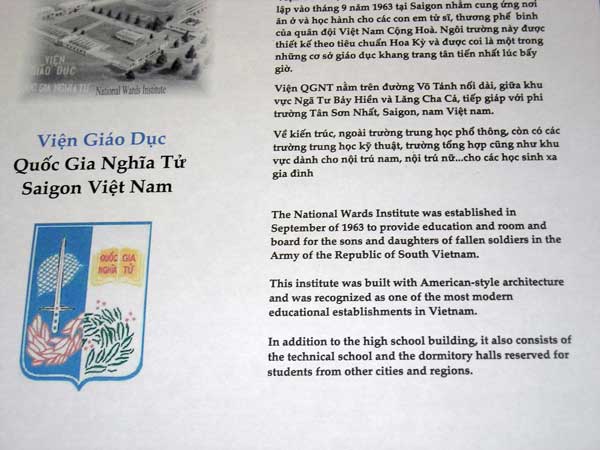 VIỆN
GIÁO DỤC
GIA NGHĨA TỬ
National Wards Institute
Viện Giáo Dục
Quốc Gia Nghĩa Tử
Saigon Việt Nam
QUỐC GIA
NGHĨA TỬ
lập vào tháng 9 năm 1963 tại Saigon nhằm cung ứng nơi
ăn ở và học hành cho các con em tử sĩ, thương phế binh
của quân đội Việt Nam Cộng Hoà. Ngôi trường này được
thiết kế theo tiêu chuẩn Hoa Kỳ và được coi là một trong
những cơ sở giáo dục khang trang tân tiến nhất lúc bấy
giờ.
Viện QGNT nằm trên đường Võ Tánh nối dài, giữa khu
vực Ngã Tư Bảy Hiền và Lăng Cha Cả, tiếp giáp với phi
trường Tân Sơn Nhất, Saigon, nam Việt nam.
Về kiến trúc, ngoài trường trung học phổ thông, còn có các
trường trung học kỹ thuật, trường tổng hợp cũng như khu
vực dành cho nội trú nam, nội trú nữ...cho các học sinh xa
gia đình
The National Wards Institute was established in
September of 1963 to provide education and room and
board for the sons and daughters of fallen soldiers in the
Army of the Republic of South Vietnam.
This institute was built with American-style architecture
and was recognized as one of the most modern
educational establishments in Vietnam.
In addition to the high school building, it also consists of
the technical school and the dormitory halls reserved for
students from other cities and regions.